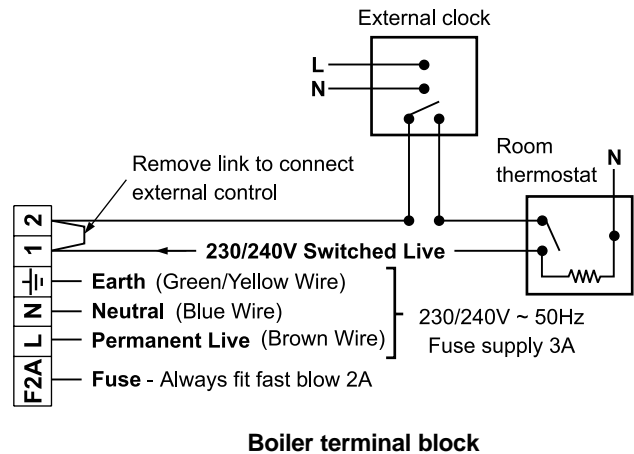 External clock
L
N
Room
thermostat
N
Remove link to connect
external control
2
1
230/240V Switched Live
Earth (Green/Yellow Wire)
N
Neutral (Blue Wire)
L
Permanent Live (Brown Wire)
230/240V ~ 50Hz
Fuse supply 3A
F2A
Fuse - Always fit fast blow 2A
Boiler terminal block